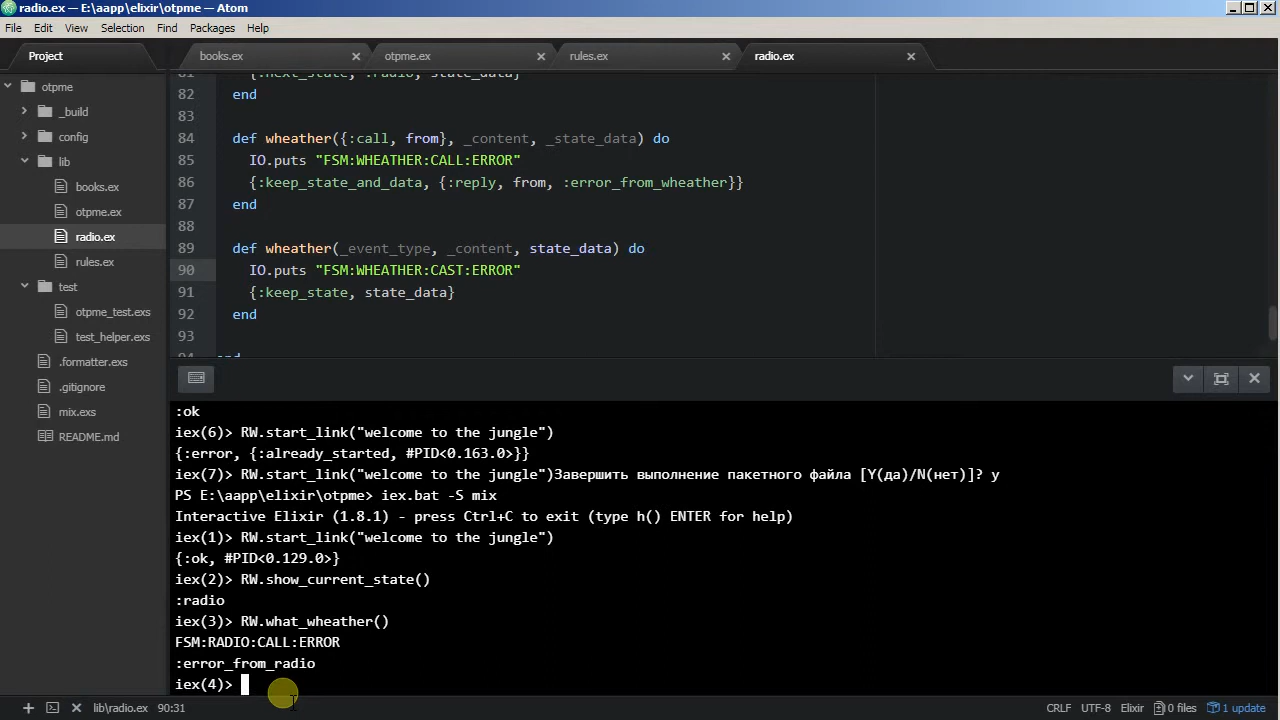 radio.ex — E:\aapp\elixir\otpme — Atom
File Edit View Selection Find Packages Help
Project
books.ex
otpme.ex
rules.ex
radio.ex
otpme
_build
config
lib
books.ex
otpme.ex
radio.ex
rules.ex
test
otpme_test.exs
test_helper.exs
.formatter.exs
.gitignore
mix.exs
README.md
81 {:next_state, :radio, state_data}
82 end
83
84 def wheather({:call, from}, _content, _state_data) do
85 IO.puts "FSM:WHEATHER:CALL:ERROR"
86 {:keep_state_and_data, {:reply, from, :error_from_wheather}}
87 end
88
89 def wheather(_event_type, _content, state_data) do
90 IO.puts "FSM:WHEATHER:CAST:ERROR"
91 {:keep_state, state_data}
92 end
93
94 end
:ok
iex(6)> RW.start_link("welcome to the jungle")
{:error, {:already_started, #PID<0.163.0>}}
iex(7)> RW.start_link("welcome to the jungle")Завершить выполнение пакетного файла [Y(да)/N(нет)]? y
PS E:\aapp\elixir\otpme> iex.bat -S mix
Interactive Elixir (1.8.1) - press Ctrl+C to exit (type h() ENTER for help)
iex(1)> RW.start_link("welcome to the jungle")
{:ok, #PID<0.129.0>}
iex(2)> RW.show_current_state()
:radio
iex(3)> RW.what_wheather()
FSM:RADIO:CALL:ERROR
:error_from_radio
iex(4)>
lib\radio.ex 90:31
CRLF UTF-8 Elixir 0 files 1 update